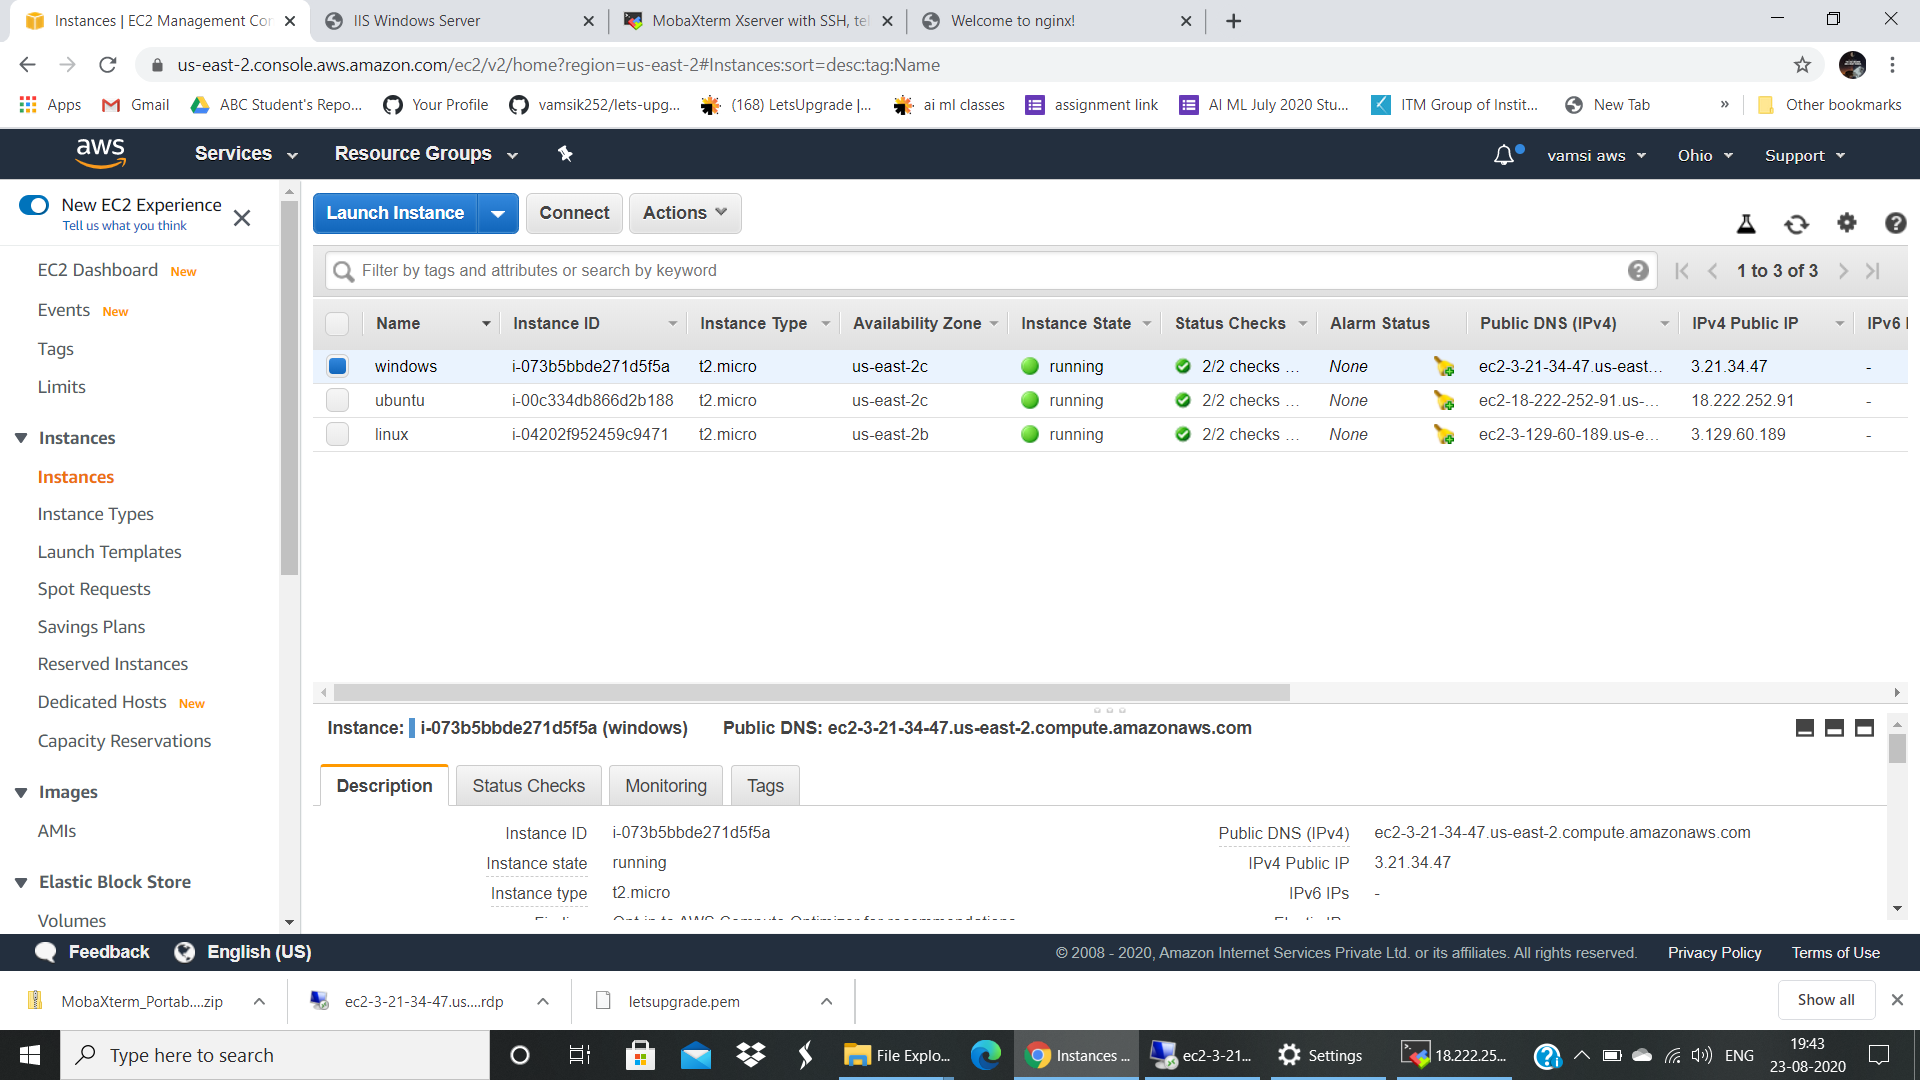 Instances | EC2 Management Con
IIS Windows Server
MobaXterm Xserver with SSH, tel
Welcome to nginx!
us-east-2.console.aws.amazon.com/ec2/v2/home?region=us-east-2#Instances:sort=desc:tag:Name
Apps
Gmail
ABC Student's Repo...
Your Profile
vamsik252/lets-upg...
(168) LetsUpgrade |...
ai ml classes
assignment link
AI ML July 2020 Stu...
ITM Group of Instit...
New Tab
»
Other bookmarks
aws
Services
Resource Groups
vamsi aws
Ohio
Support
New EC2 Experience
Tell us what you think
EC2 Dashboard New
Events New
Tags
Limits
Instances
Instances
Instance Types
Launch Templates
Spot Requests
Savings Plans
Reserved Instances
Dedicated Hosts New
Capacity Reservations
Images
AMIs
Elastic Block Store
Volumes
Launch Instance
Connect
Actions
Filter by tags and attributes or search by keyword
1 to 3 of 3
Name Instance ID Instance Type Availability Zone Instance State Status Checks Alarm Status Public DNS (IPv4) IPv4 Public IP IPv6 I
windows i-073b5bbde271d5f5a t2.micro us-east-2c running 2/2 checks ... None ec2-3-21-34-47.us-east... 3.21.34.47 -
ubuntu i-00c334db866d2b188 t2.micro us-east-2c running 2/2 checks ... None ec2-18-222-252-91.us-... 18.222.252.91 -
linux i-04202f952459c9471 t2.micro us-east-2b running 2/2 checks ... None ec2-3-129-60-189.us-e... 3.129.60.189 -
Instance: i-073b5bbde271d5f5a (windows) Public DNS: ec2-3-21-34-47.us-east-2.compute.amazonaws.com
Description
Status Checks
Monitoring
Tags
Instance ID i-073b5bbde271d5f5a Public DNS (IPv4) ec2-3-21-34-47.us-east-2.compute.amazonaws.com
Instance state running IPv4 Public IP 3.21.34.47
Instance type t2.micro IPv6 IPs -
Feedback
English (US)
© 2008 - 2020, Amazon Internet Services Private Ltd. or its affiliates. All rights reserved.
Privacy Policy
Terms of Use
MobaXterm_Portab....zip
ec2-3-21-34-47.us....rdp
letsupgrade.pem
Show all
Type here to search
File Explo...
Instances ...
ec2-3-21...
Settings
18.222.25...
ENG
19:43
23-08-2020